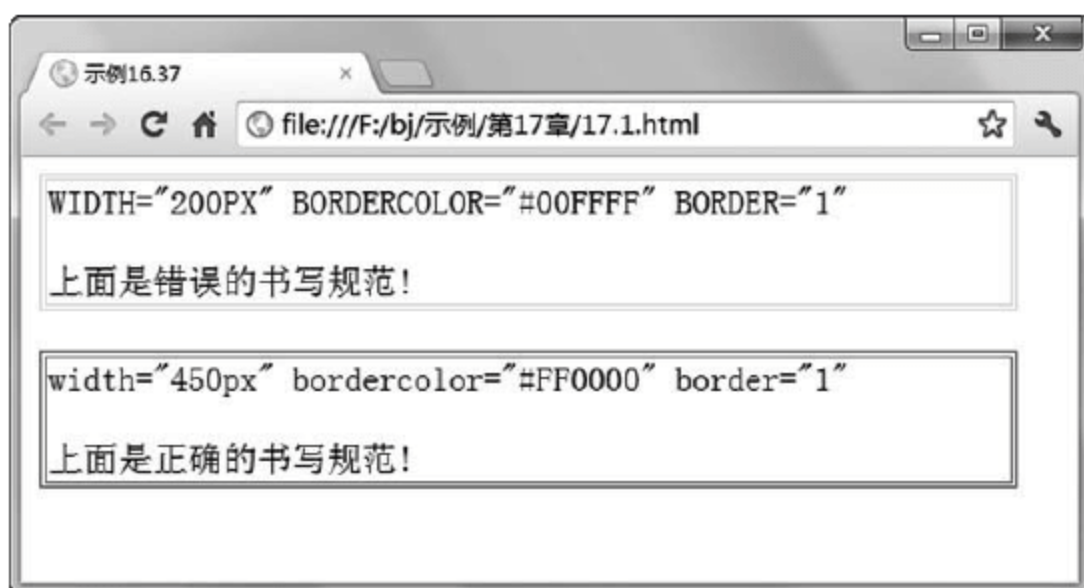 示例16.37
file:///F:/bj/示例/第17章/17.1.html
WIDTH="200PX" BORDERCOLOR="#00FFFF" BORDER="1"
上面是错误的书写规范!
width="450px" bordercolor="#FF0000" border="1"
上面是正确的书写规范!